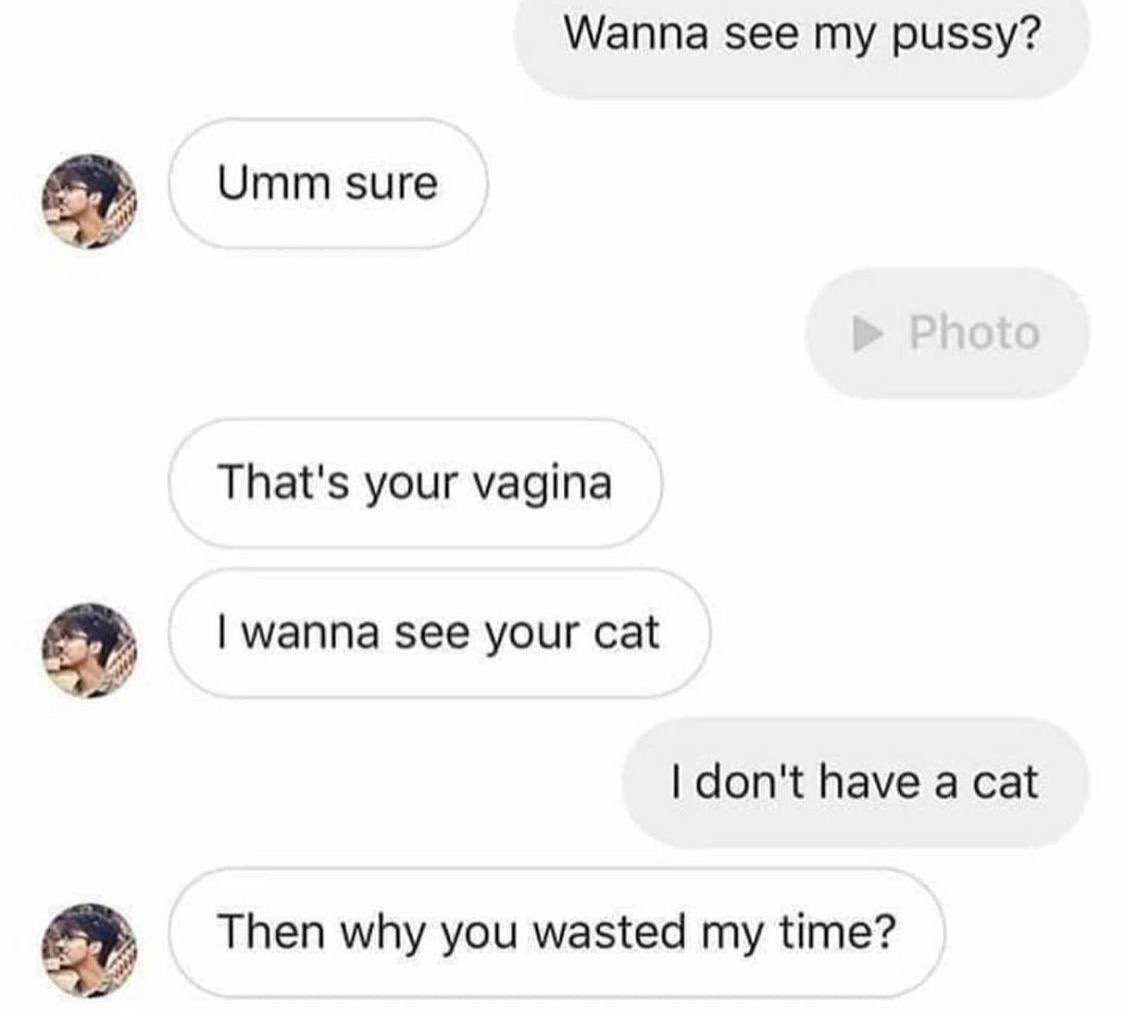 Wanna see my pussy?
Umm sure
Photo
That's your vagina
I wanna see your cat
I don't have a cat
Then why you wasted my time?